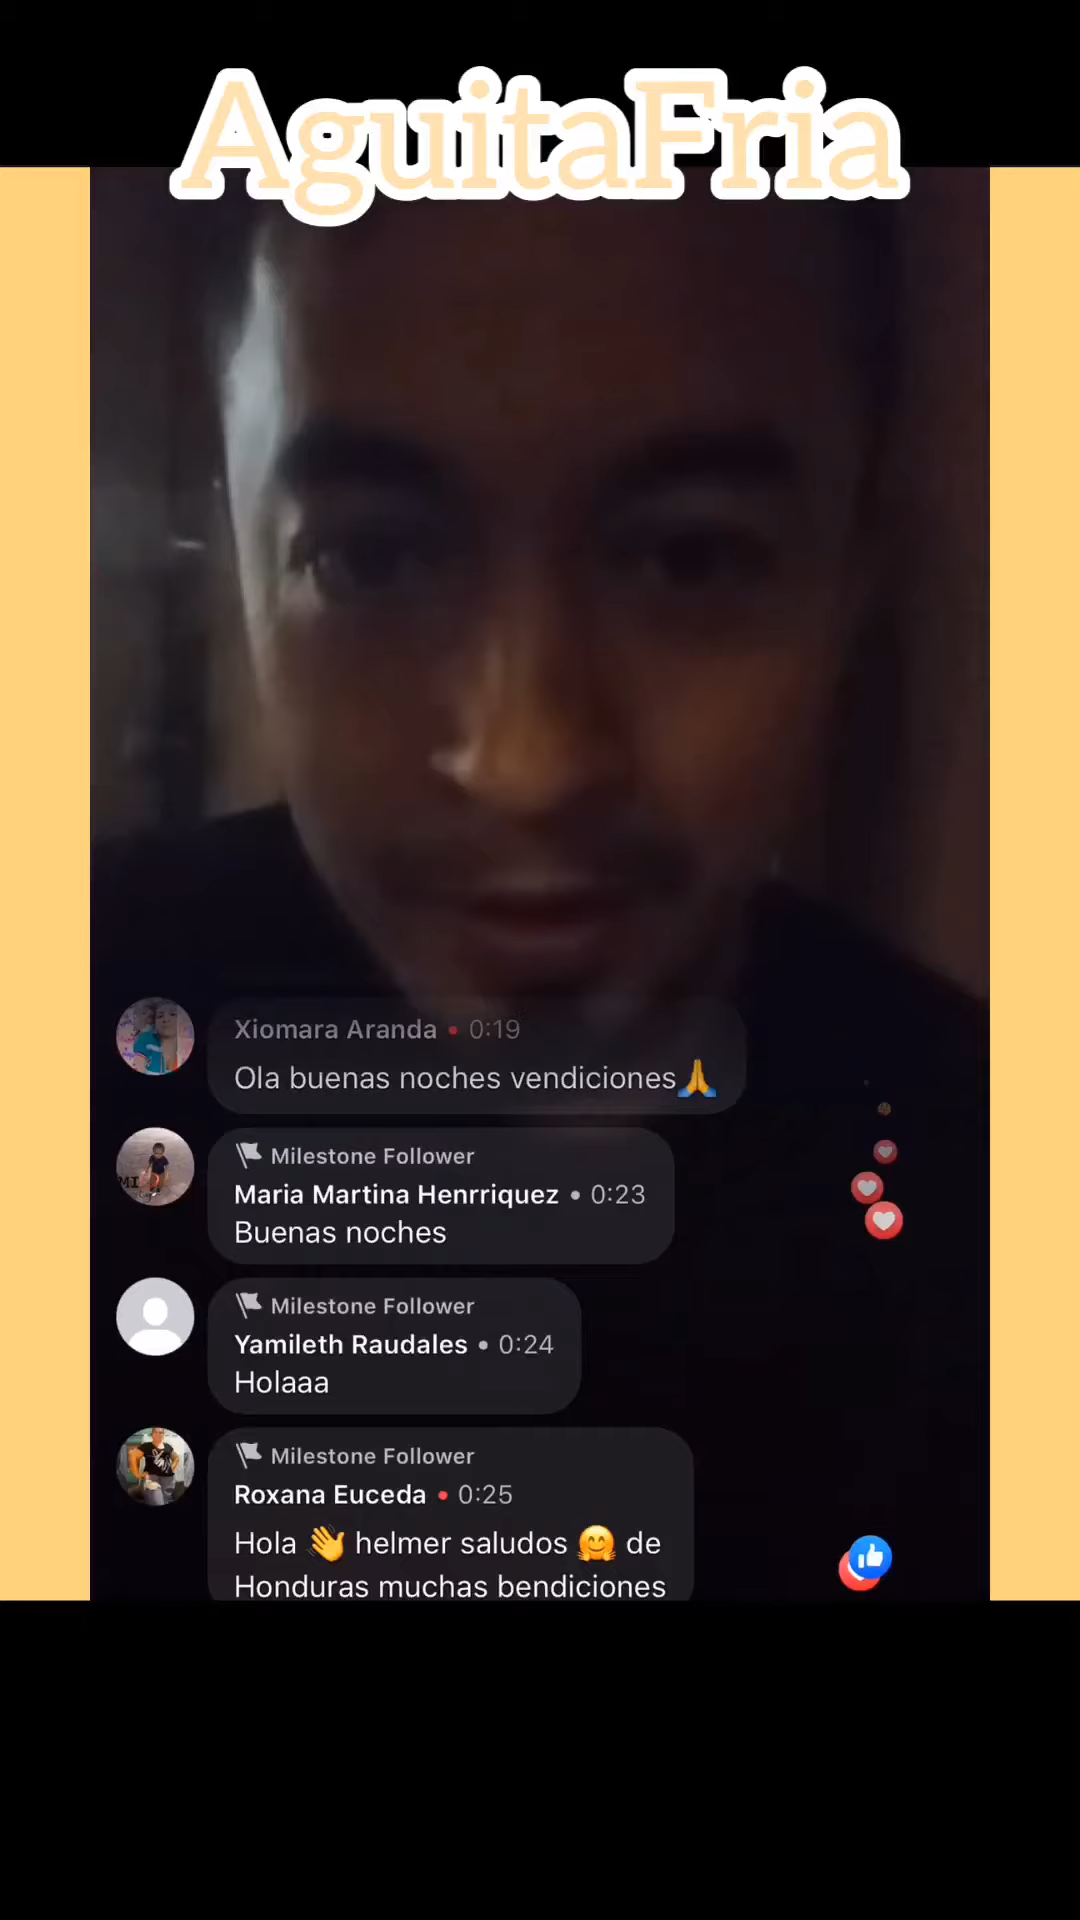 AguitaFria
Xiomara Aranda • 0:19
Ola buenas noches vendiciones🙏
Milestone Follower
Maria Martina Henrriquez • 0:23
Buenas noches
Milestone Follower
Yamileth Raudales • 0:24
Holaaa
Milestone Follower
Roxana Euceda • 0:25
Hola 👋 helmer saludos 🤗 de
Honduras muchas bendiciones